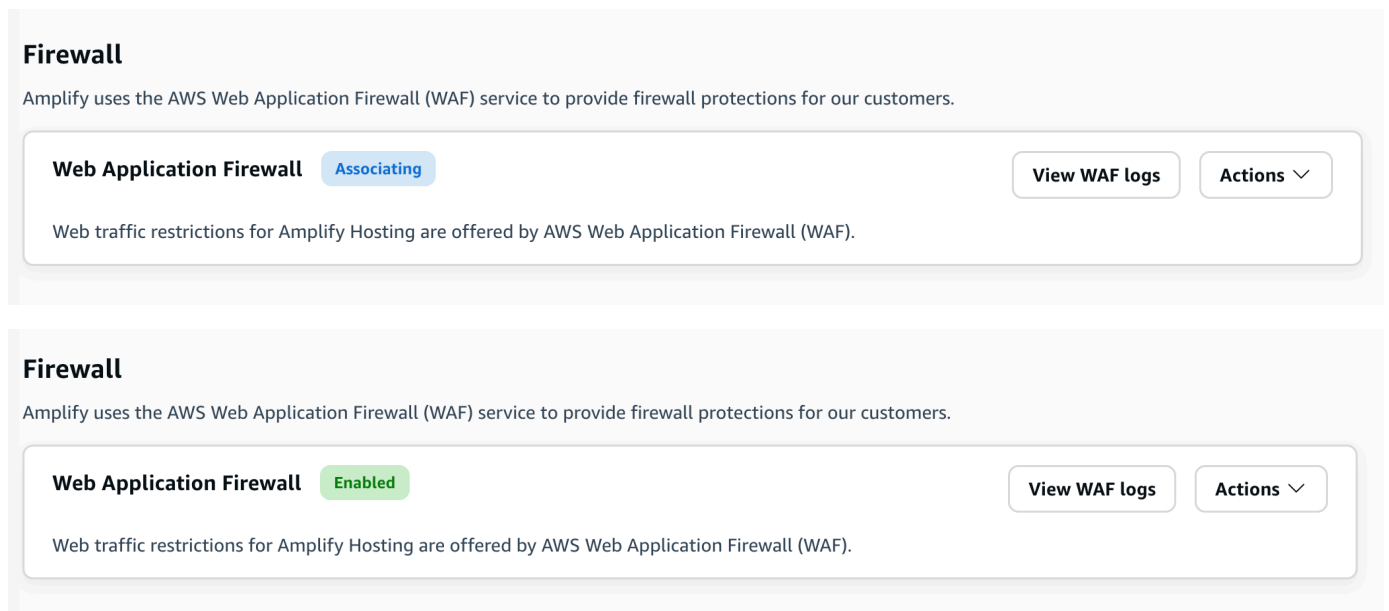 Firewall
Amplify uses the AWS Web Application Firewall (WAF) service to provide firewall protections for our customers.
Web Application Firewall Associating View WAF logs Actions
Web traffic restrictions for Amplify Hosting are offered by AWS Web Application Firewall (WAF).
Firewall
Amplify uses the AWS Web Application Firewall (WAF) service to provide firewall protections for our customers.
Web Application Firewall Enabled View WAF logs Actions
Web traffic restrictions for Amplify Hosting are offered by AWS Web Application Firewall (WAF).